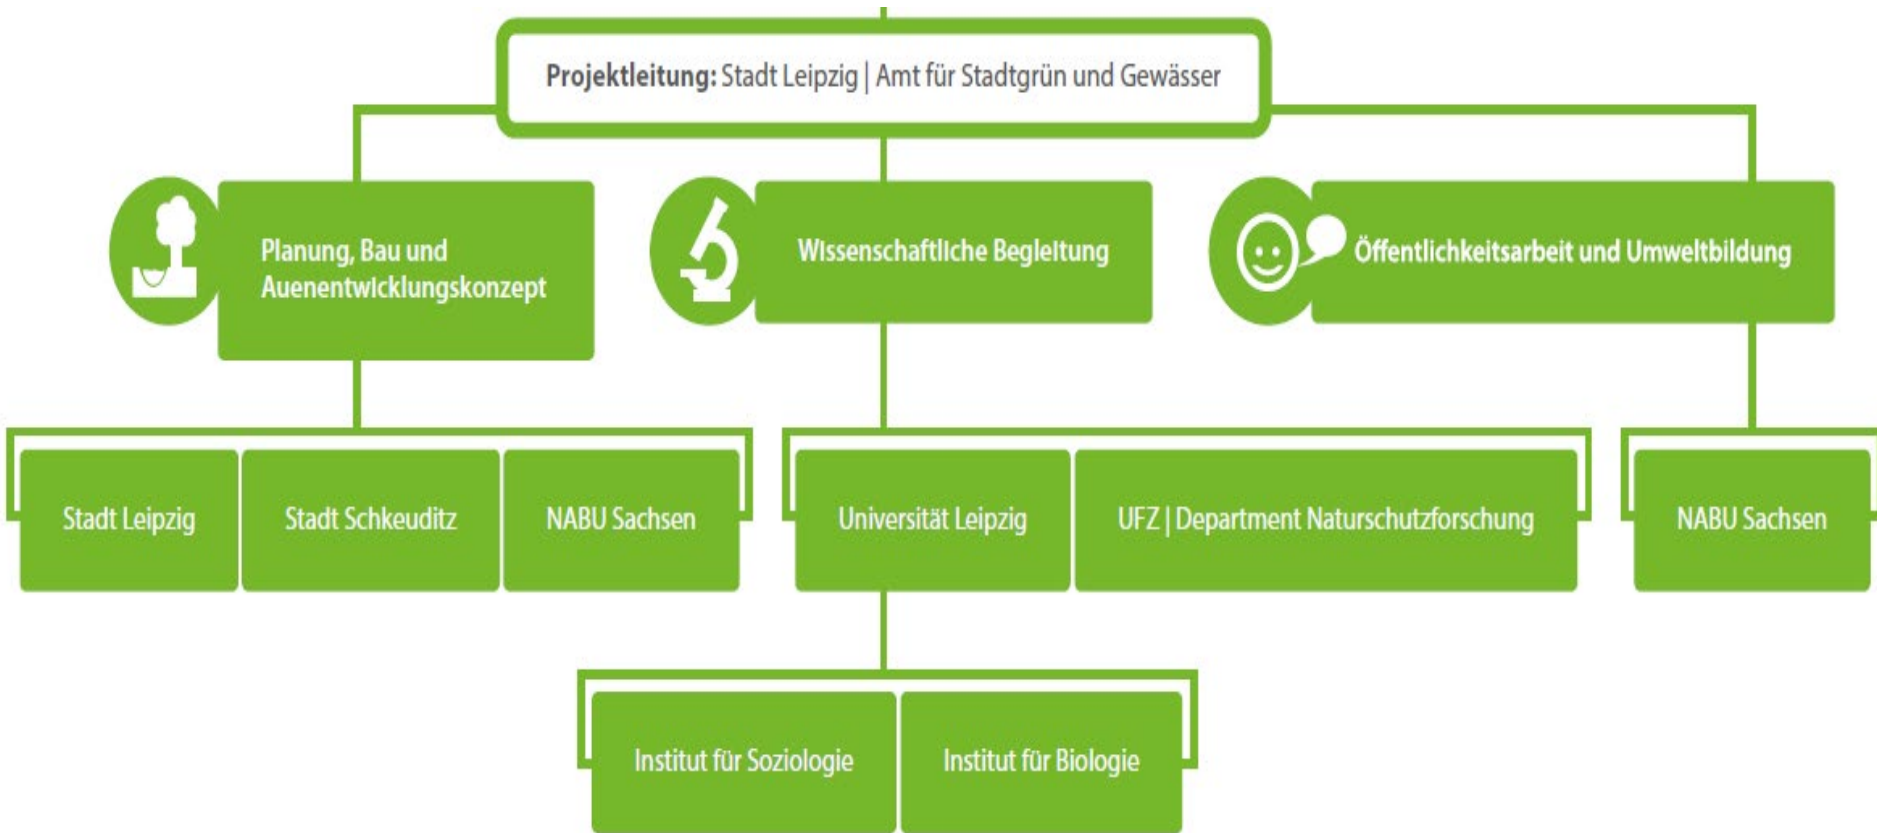 Projektleitung: Stadt Leipzig | Amt für Stadtgrün und Gewässer
Planung, Bau und
Auenentwicklungskonzept
Wissenschaftliche Begleitung
Öffentlichkeitsarbeit und Umweltbildung
Stadt Leipzig
Stadt Schkeuditz
NABU Sachsen
Universität Leipzig
UFZ | Department Naturschutzforschung
NABU Sachsen
Institut für Soziologie
Institut für Biologie